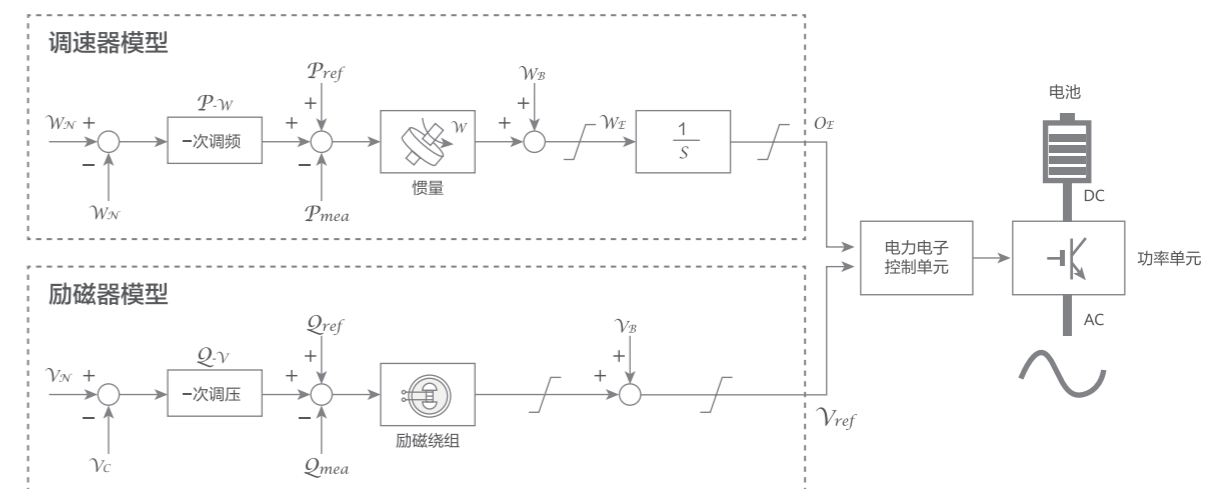 调速器模型
P-W
Pref
WB
WN
+
−
一次调频
+
+
−
W
+
+
WE
1
S
OE
WN
Pmea
惯量
电池
DC
电力电子
控制单元
功率单元
AC
励磁器模型
Q-V
Qref
VB
VN
+
−
一次调压
+
+
−
+
+
Vref
VC
Qmea
励磁绕组